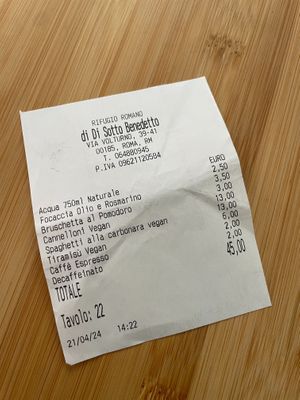 RIFUGIO ROMANO
di Di Sotto Benedetto
VIA VOLTURNO, 39-41
00185, ROMA, RM
T. 064880945
P.IVA 09621120584
EURO
Acqua 750ml Naturale 2,50
Focaccia Olio e Rosmarino 3,50
Bruschetta al Pomodoro 3,00
Cannelloni Vegan 13,00
Spaghetti alla carbonara vegan 13,00
Tiramisù Vegan 6,00
Caffè Espresso 2,00
Decaffeinato 2,00
TOTALE 45,00
Tavolo: 22
21/04/24 14:22